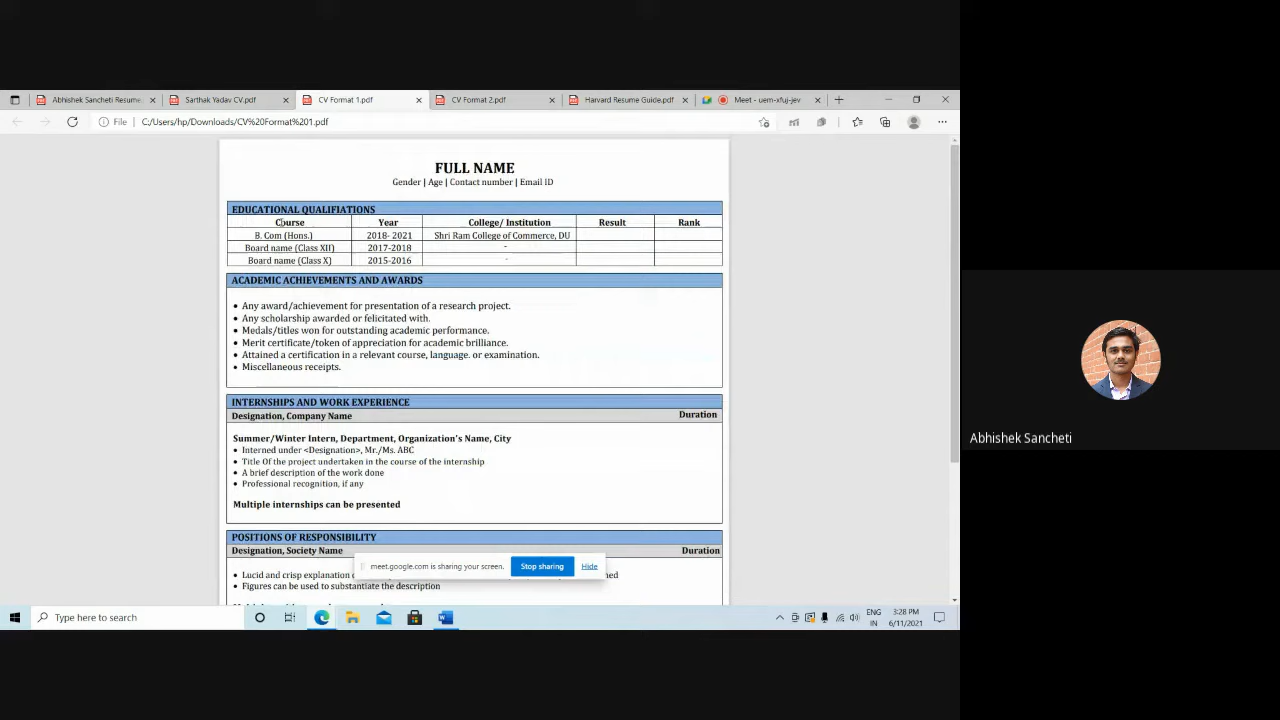 Abhishek Sancheti Resume.
Sarthak Yadav CV.pdf
CV Format 1.pdf
CV Format 2.pdf
Harvard Resume Guide.pdf
Meet - uem-xfuj-jev
File
C:/Users/hp/Downloads/CV%20Format%201.pdf
FULL NAME
Gender | Age | Contact number | Email ID
EDUCATIONAL QUALIFIATIONS
Course Year College/ Institution Result Rank
B. Com (Hons.) 2018- 2021 Shri Ram College of Commerce, DU
Board name (Class XII) 2017-2018 -
Board name (Class X) 2015-2016 -
ACADEMIC ACHIEVEMENTS AND AWARDS
• Any award/achievement for presentation of a research project.
• Any scholarship awarded or felicitated with.
• Medals/titles won for outstanding academic performance.
• Merit certificate/token of appreciation for academic brilliance.
• Attained a certification in a relevant course, language. or examination.
• Miscellaneous receipts.
INTERNSHIPS AND WORK EXPERIENCE
Designation, Company Name Duration
Summer/Winter Intern, Department, Organization's Name, City
• Interned under <Designation>, Mr./Ms. ABC
• Title Of the project undertaken in the course of the internship
• A brief description of the work done
• Professional recognition, if any
Multiple internships can be presented
POSITIONS OF RESPONSIBILITY
Designation, Society Name Duration
• Lucid and crisp explanation
• Figures can be used to substantiate the description
meet.google.com is sharing your screen.
Stop sharing
Hide
Type here to search
ENG
IN
3:28 PM
6/11/2021
Abhishek Sancheti